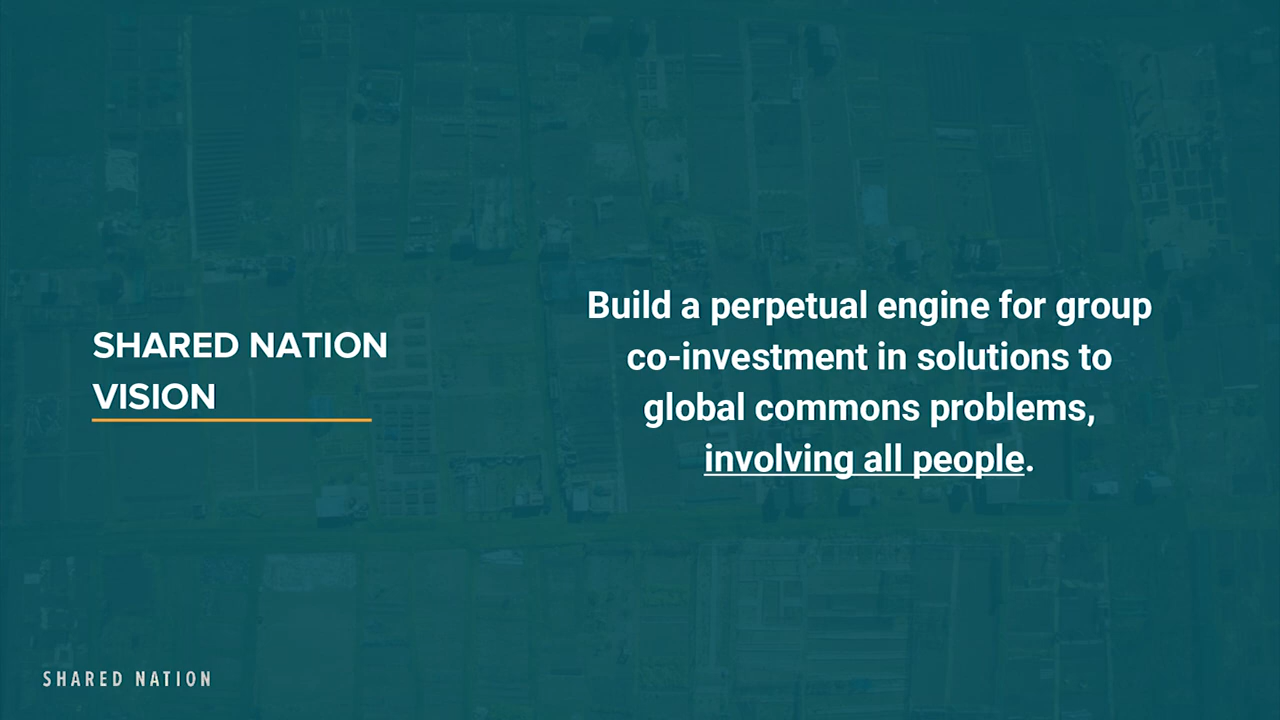 SHARED NATION
VISION
Build a perpetual engine for group
co-investment in solutions to
global commons problems,
involving all people.
SHARED NATION